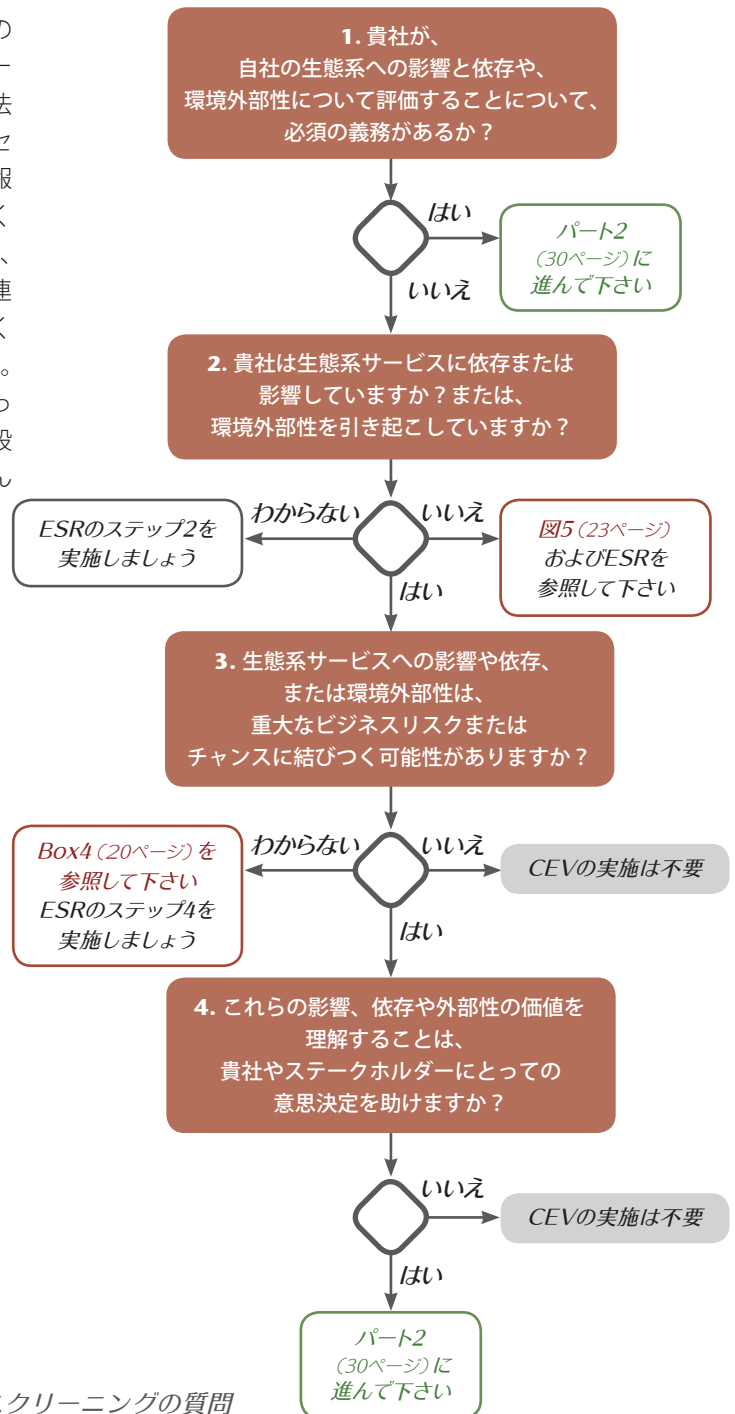 の
ー
法
セ
報
く
、
連
く
。
つ
役
ん
1. 貴社が、
自社の生態系への影響と依存や、
環境外部性について評価することについて、
必須の義務があるか？
はい
パート2
（30ページ）に
進んで下さい
いいえ
2. 貴社は生態系サービスに依存または
影響していますか？または、
環境外部性を引き起こしていますか？
わからない
ESRのステップ2を
実施しましょう
いいえ
図5（23ページ）
およびESRを
参照して下さい
はい
3. 生態系サービスへの影響や依存、
または環境外部性は、
重大なビジネスリスクまたは
チャンスに結びつく可能性がありますか？
わからない
Box4（20ページ）を
参照して下さい
ESRのステップ4を
実施しましょう
いいえ
CEVの実施は不要
はい
4. これらの影響、依存や外部性の価値を
理解することは、
貴社やステークホルダーにとっての
意思決定を助けますか？
いいえ
CEVの実施は不要
はい
パート2
（30ページ）に
進んで下さい
スクリーニングの質問